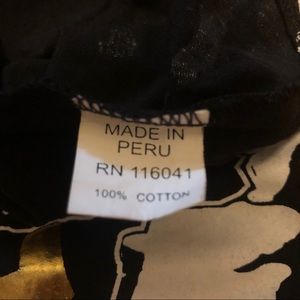 MADE IN
PERU
RN 116041
100% COTTON